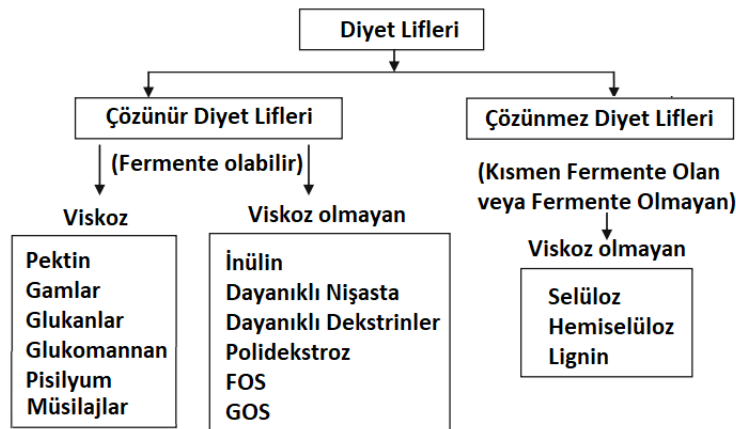 Diyet Lifleri
Çözünür Diyet Lifleri
(Fermente olabilir)
Viskoz
Pektin
Gamlar
Glukanlar
Glukomannan
Pisilyum
Müsilajlar
Viskoz olmayan
İnülin
Dayanıklı Nişasta
Dayanıklı Dekstrinler
Polidekstroz
FOS
GOS
Çözünmez Diyet Lifleri
(Kısmen Fermente Olan
veya Fermente Olmayan)
Viskoz olmayan
Selüloz
Hemiselüloz
Lignin